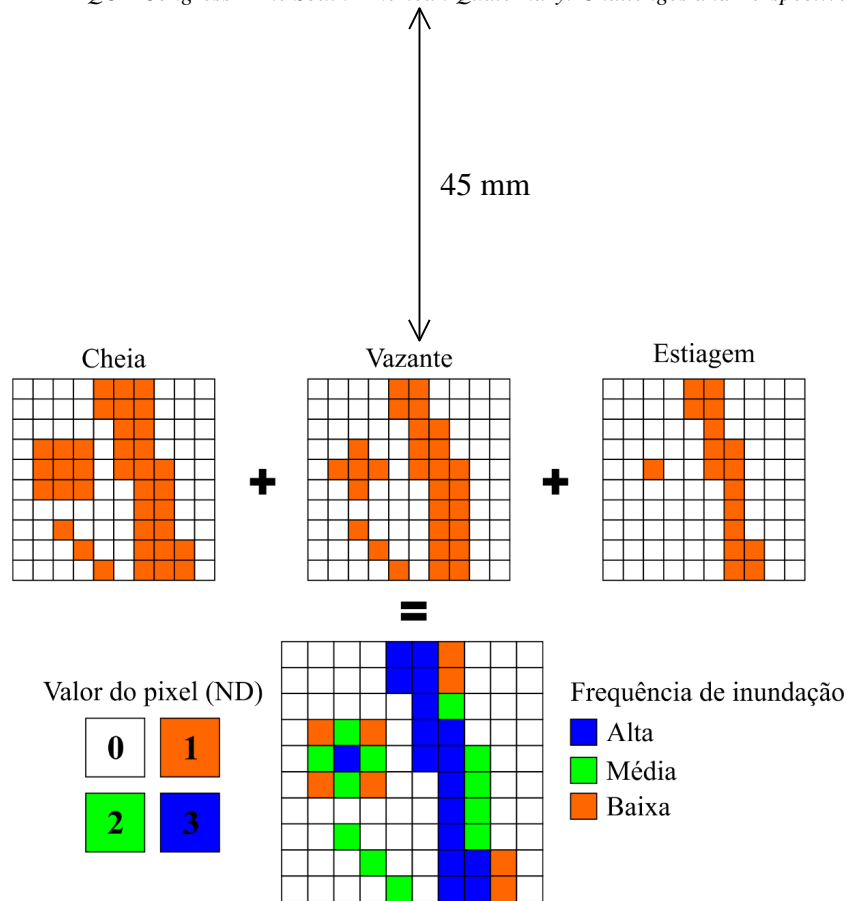 45 mm
Cheia
Vazante
Estiagem
+
+
=
Valor do pixel (ND)
0
1
2
3
Frequência de inundação
Alta
Média
Baixa